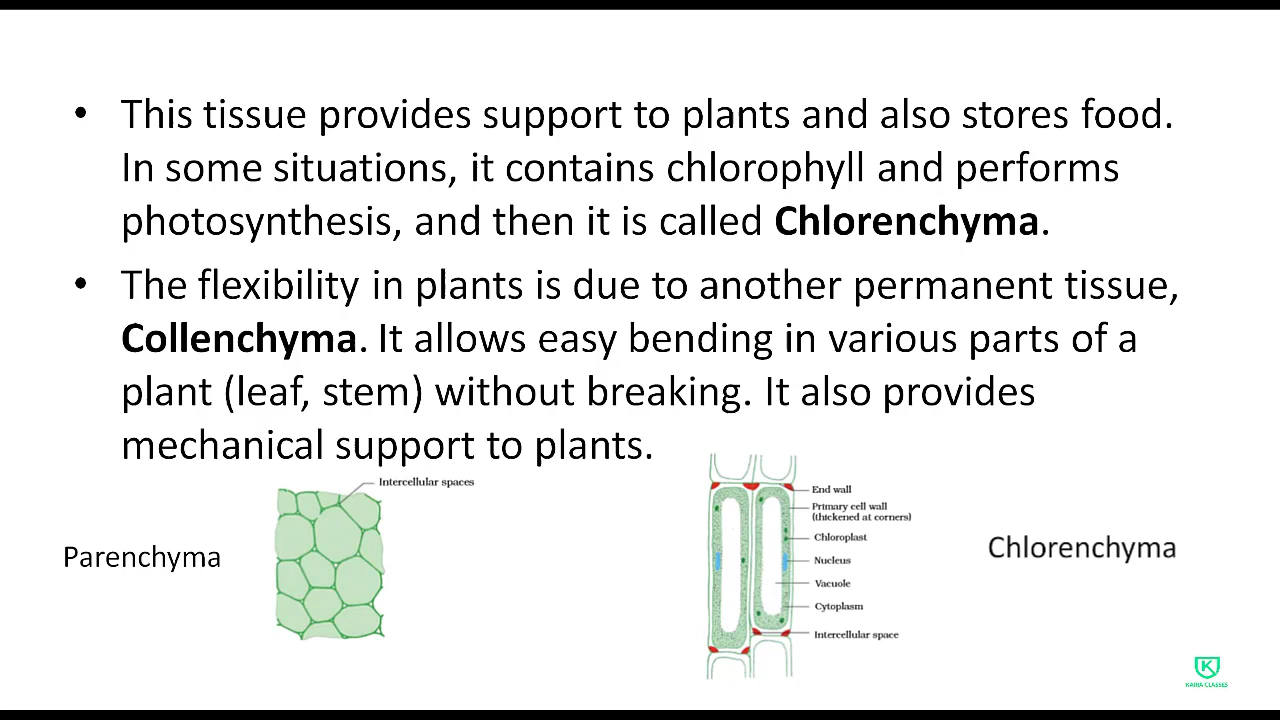 • This tissue provides support to plants and also stores food.
In some situations, it contains chlorophyll and performs
photosynthesis, and then it is called Chlorenchyma.
• The flexibility in plants is due to another permanent tissue,
Collenchyma. It allows easy bending in various parts of a
plant (leaf, stem) without breaking. It also provides
mechanical support to plants.
Intercellular spaces
Parenchyma
End wall
Primary cell wall
(thickened at corners)
Chloroplast
Nucleus
Vacuole
Cytoplasm
Intercellular space
Chlorenchyma
K
KATRA CLASSES